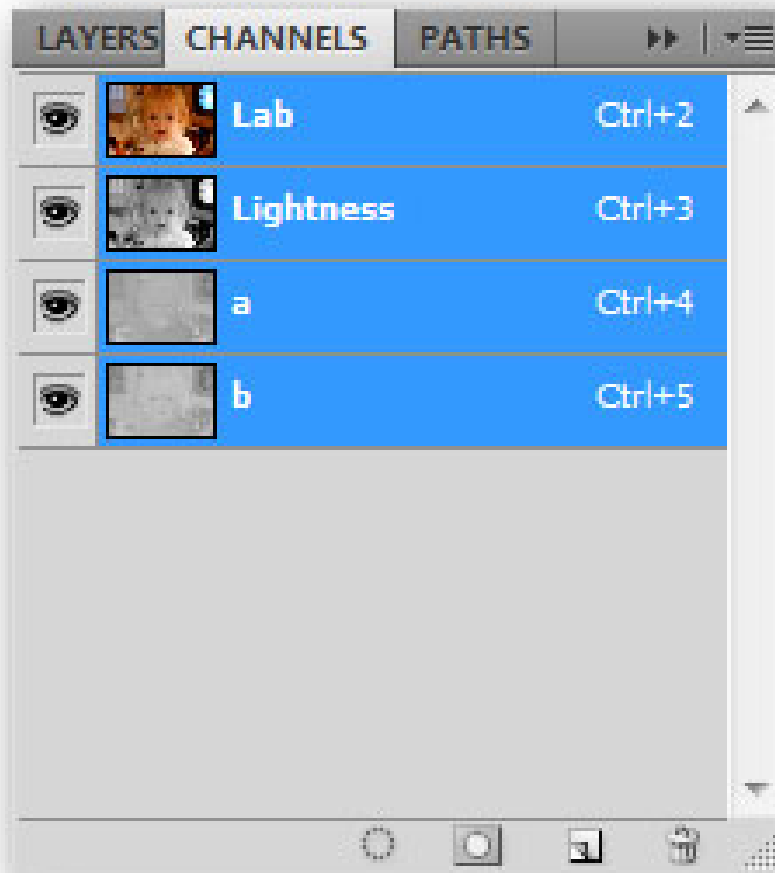 LAYERS CHANNELS PATHS
Lab Ctrl+2
Lightness Ctrl+3
a Ctrl+4
b Ctrl+5